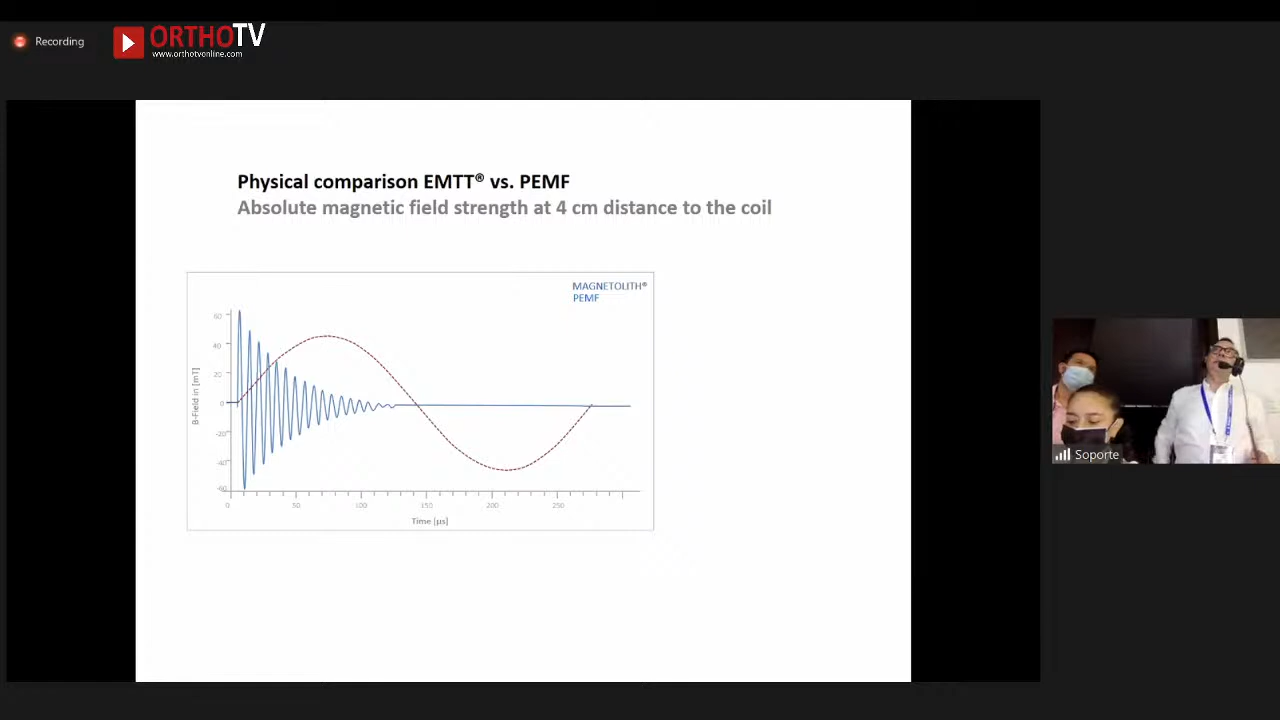 Recording
ORTHOTV
www.orthotvonline.com
Physical comparison EMTT® vs. PEMF
Absolute magnetic field strength at 4 cm distance to the coil
MAGNETOLITH®
PEMF
60
40
20
0
-20
-40
-60
B-Field in [mT]
0 50 100 150 200 250
Time [µs]
Soporte